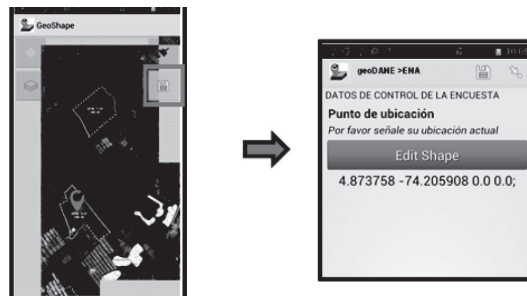 GeoShape
geoDANE >ENA
DATOS DE CONTROL DE LA ENCUESTA
Punto de ubicación
Por favor señale su ubicación actual
Edit Shape
4.873758 -74.205908 0.0 0.0;